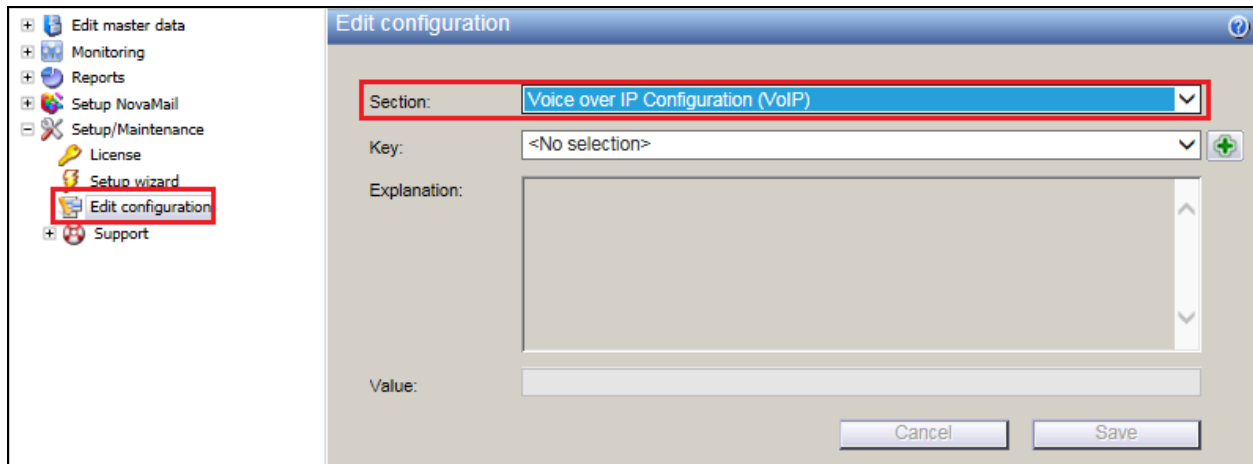 Edit master data
Monitoring
Reports
Setup NovaMail
Setup/Maintenance
License
Setup wizard
Edit configuration
Support
Edit configuration
Section: Voice over IP Configuration (VoIP)
Key: <No selection>
Explanation:
Value:
Cancel Save